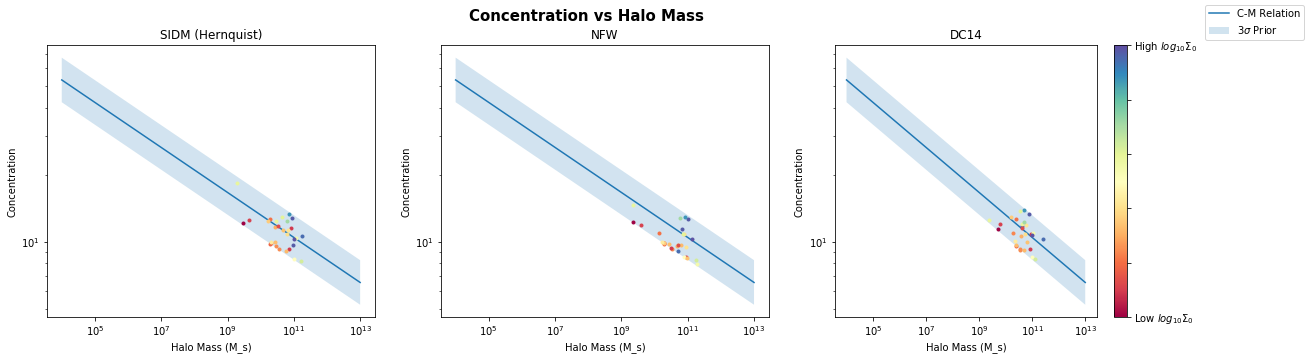 Concentration vs Halo Mass
C-M Relation
3σ Prior
SIDM (Hernquist)
NFW
DC14
High log₁₀Σ₀
Low log₁₀Σ₀
Concentration
10¹
10⁵ 10⁷ 10⁹ 10¹¹ 10¹³
Halo Mass (M_s)
Concentration
10¹
10⁵ 10⁷ 10⁹ 10¹¹ 10¹³
Halo Mass (M_s)
Concentration
10¹
10⁵ 10⁷ 10⁹ 10¹¹ 10¹³
Halo Mass (M_s)